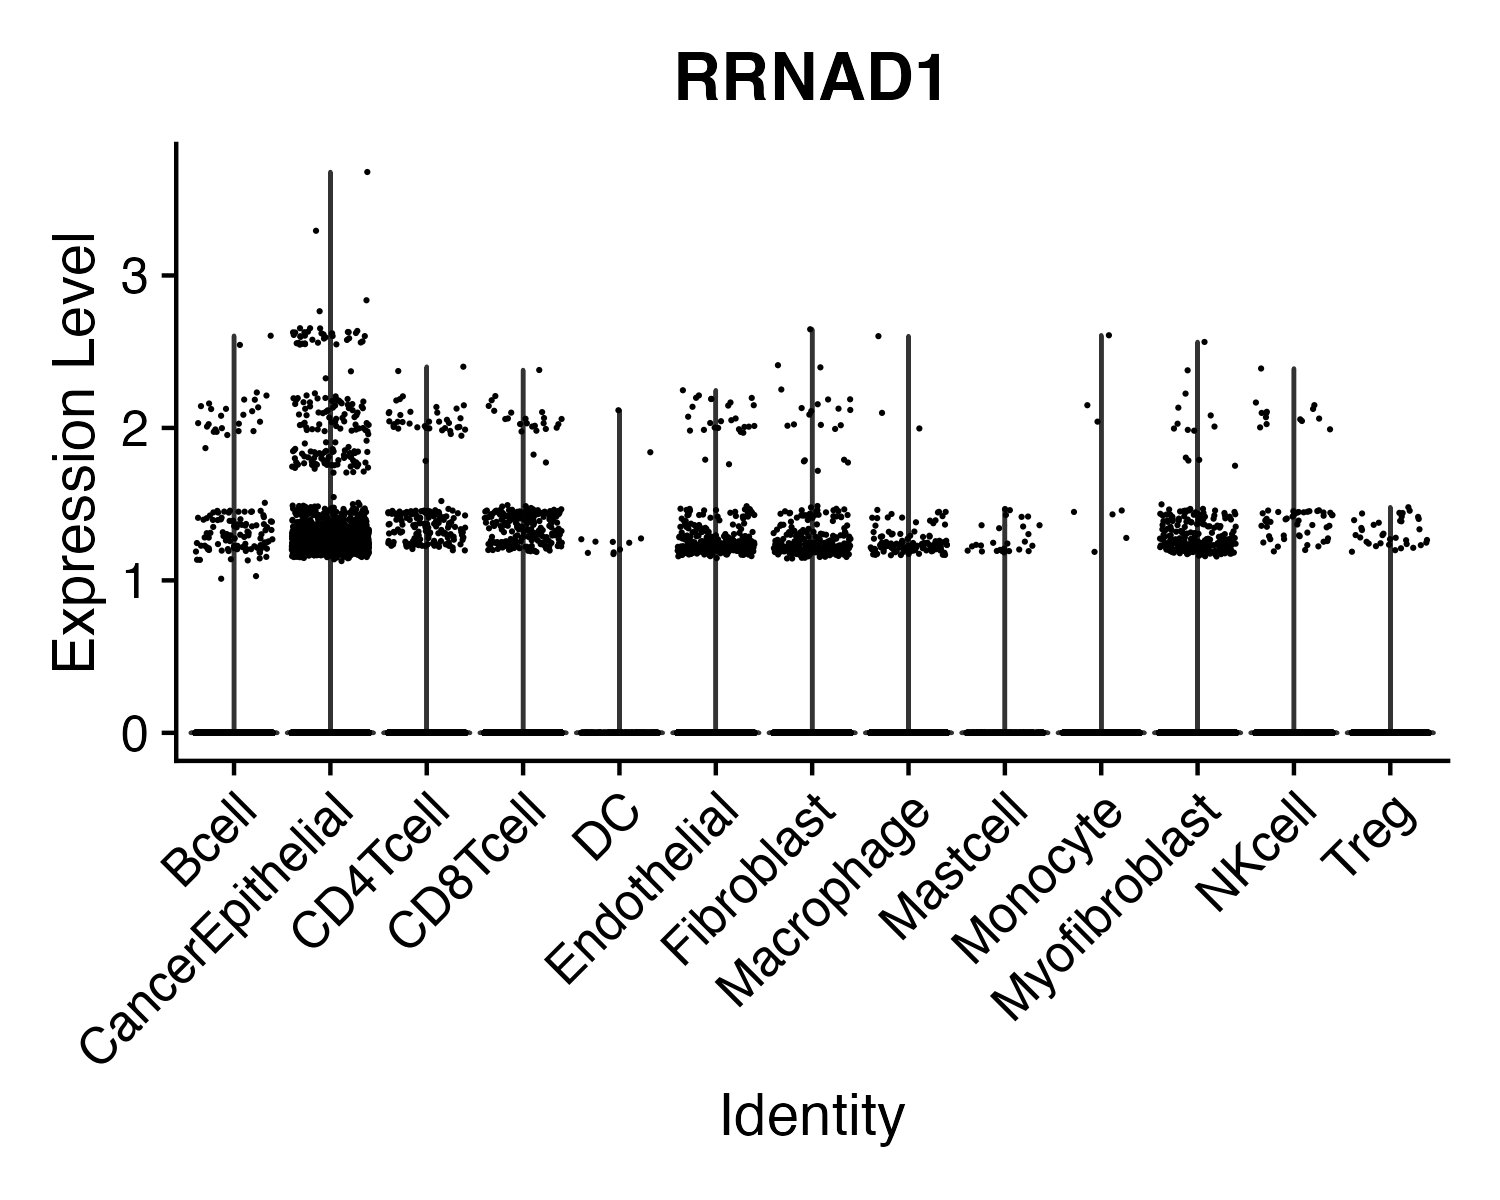 RRNAD1
Expression Level
3
2
1
0
Bcell
CancerEpithelial
CD4Tcell
CD8Tcell
DC
Endothelial
Fibroblast
Macrophage
Mastcell
Monocyte
Myofibroblast
NKcell
Treg
Identity